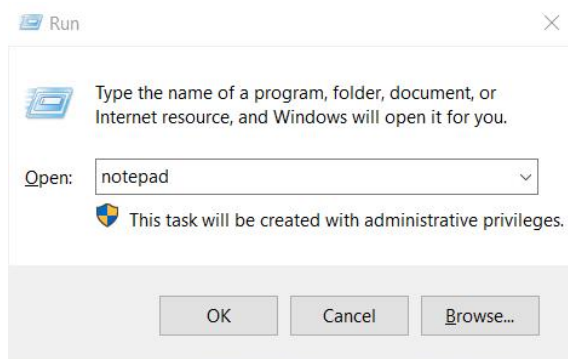 Run
Type the name of a program, folder, document, or
Internet resource, and Windows will open it for you.
Open: notepad
This task will be created with administrative privileges.
OK Cancel Browse...